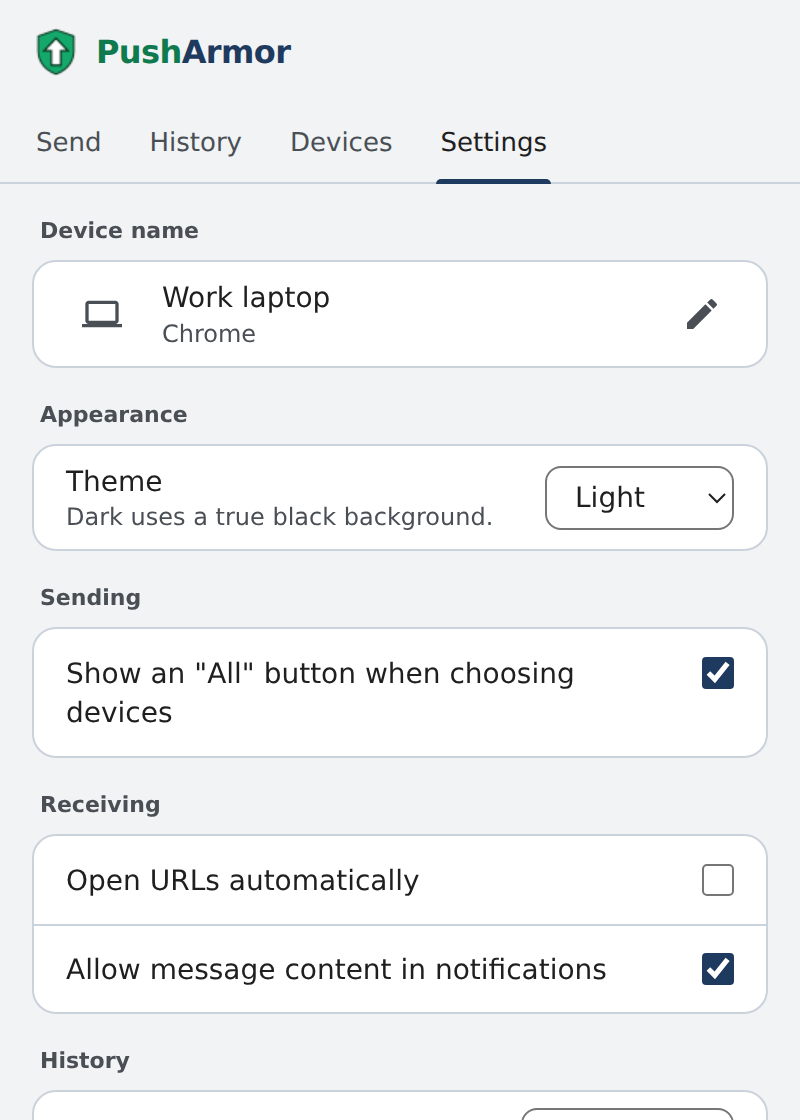 PushArmor
Send History Devices Settings
Device name
Work laptop
Chrome
Appearance
Theme
Dark uses a true black background.
Light
Sending
Show an "All" button when choosing
devices
Receiving
Open URLs automatically
Allow message content in notifications
History